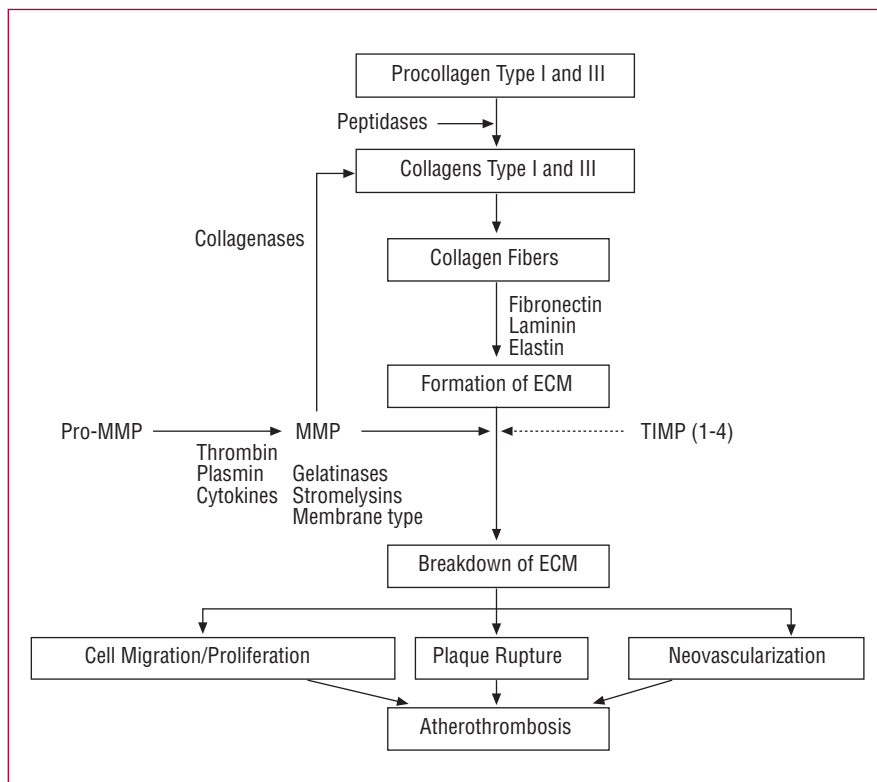 Procollagen Type I and III
Peptidases
Collagens Type I and III
Collagenases
Collagen Fibers
Fibronectin
Laminin
Elastin
Formation of ECM
Pro-MMP
MMP
TIMP (1-4)
Thrombin
Plasmin
Cytokines
Gelatinases
Stromelysins
Membrane type
Breakdown of ECM
Cell Migration/Proliferation
Plaque Rupture
Neovascularization
Atherothrombosis